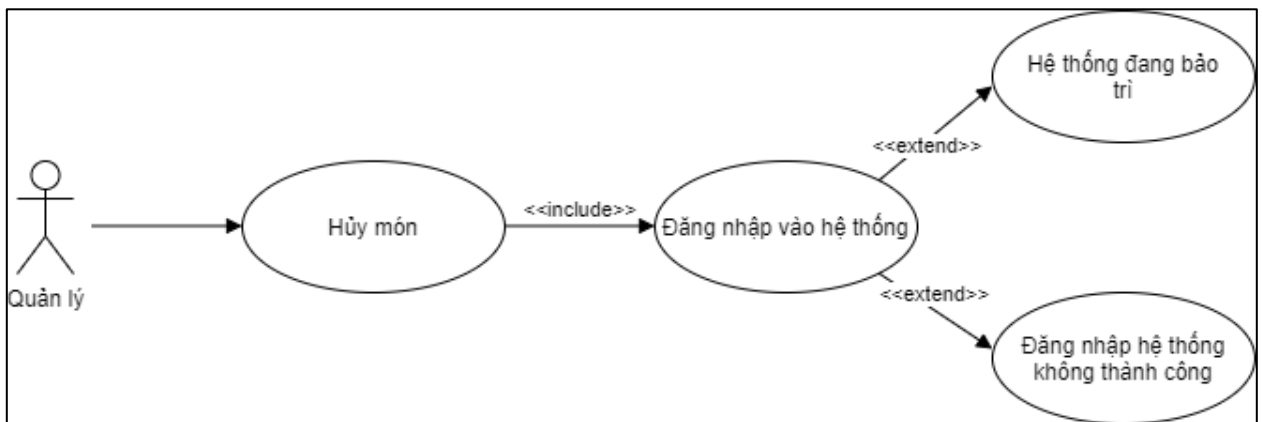 Hệ thống đang bảo
trì
<<extend>>
Hủy món
<<include>>
Đăng nhập vào hệ thống
Quản lý
<<extend>>
Đăng nhập hệ thống
không thành công